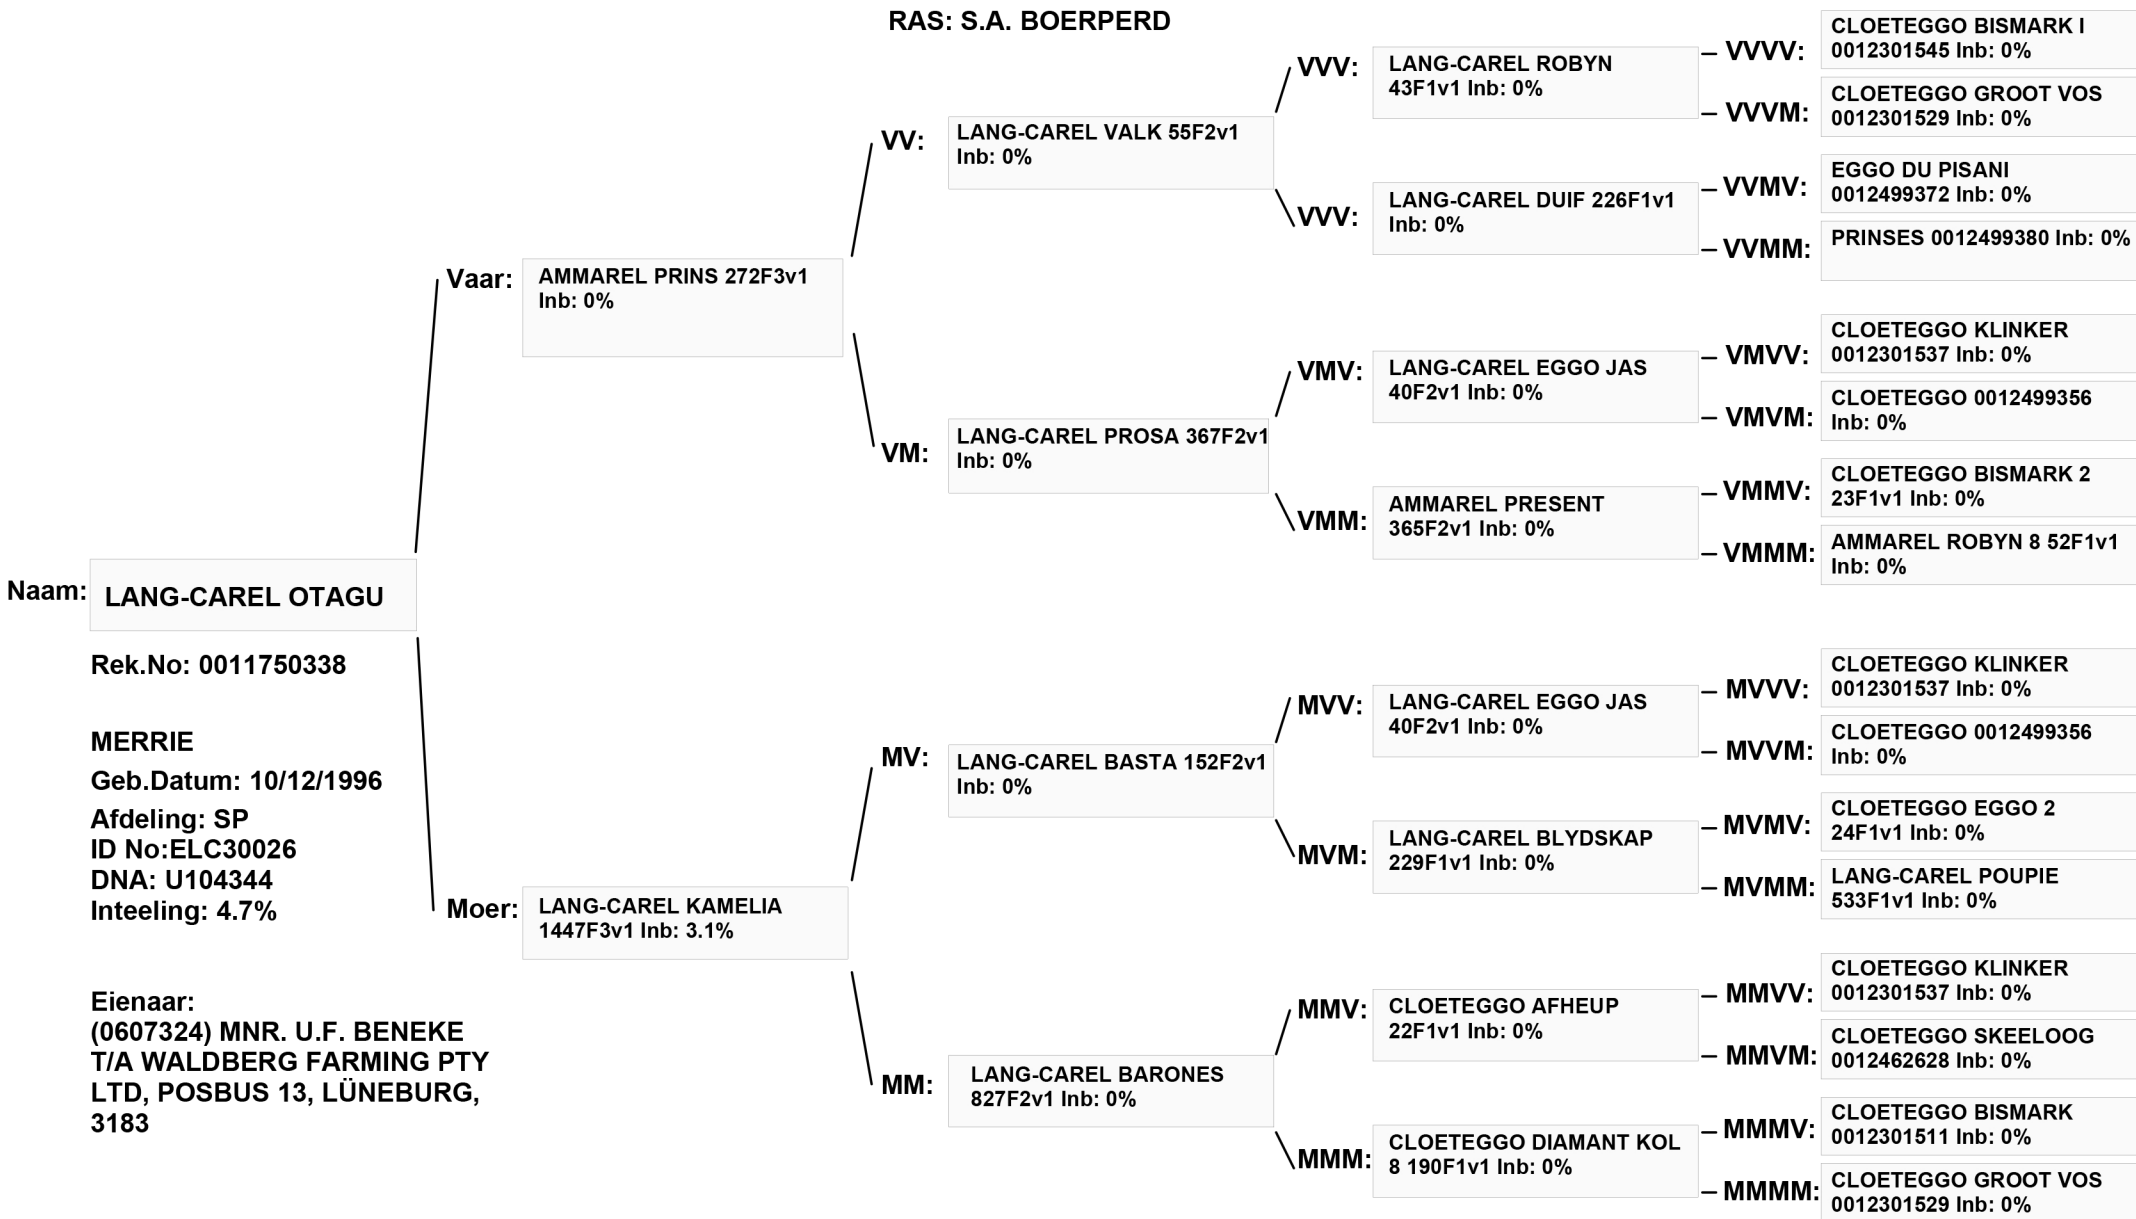 RAS: S.A. BOERPERD
Naam:
LANG-CAREL OTAGU
Rek.No: 0011750338
MERRIE
Geb.Datum: 10/12/1996
Afdeling: SP
ID No:ELC30026
DNA: U104344
Inteeling: 4.7%
Eienaar:
(0607324) MNR. U.F. BENEKE
T/A WALDBERG FARMING PTY
LTD, POSBUS 13, LÜNEBURG,
3183
Vaar:
AMMAREL PRINS 272F3v1
Inb: 0%
Moer:
LANG-CAREL KAMELIA
1447F3v1 Inb: 3.1%
VV:
LANG-CAREL VALK 55F2v1
Inb: 0%
VM:
LANG-CAREL PROSA 367F2v1
Inb: 0%
MV:
LANG-CAREL BASTA 152F2v1
Inb: 0%
MM:
LANG-CAREL BARONES
827F2v1 Inb: 0%
VVV:
LANG-CAREL ROBYN
43F1v1 Inb: 0%
VVV:
LANG-CAREL DUIF 226F1v1
Inb: 0%
VMV:
LANG-CAREL EGGO JAS
40F2v1 Inb: 0%
VMM:
AMMAREL PRESENT
365F2v1 Inb: 0%
MVV:
LANG-CAREL EGGO JAS
40F2v1 Inb: 0%
MVM:
LANG-CAREL BLYDSKAP
229F1v1 Inb: 0%
MMV:
CLOETEGGO AFHEUP
22F1v1 Inb: 0%
MMM:
CLOETEGGO DIAMANT KOL
8 190F1v1 Inb: 0%
VVVV:
CLOETEGGO BISMARK I
0012301545 Inb: 0%
VVVM:
CLOETEGGO GROOT VOS
0012301529 Inb: 0%
VVMV:
EGGO DU PISANI
0012499372 Inb: 0%
VVMM:
PRINSES 0012499380 Inb: 0%
VMVV:
CLOETEGGO KLINKER
0012301537 Inb: 0%
VMVM:
CLOETEGGO 0012499356
Inb: 0%
VMMV:
CLOETEGGO BISMARK 2
23F1v1 Inb: 0%
VMMM:
AMMAREL ROBYN 8 52F1v1
Inb: 0%
MVVV:
CLOETEGGO KLINKER
0012301537 Inb: 0%
MVVM:
CLOETEGGO 0012499356
Inb: 0%
MVMV:
CLOETEGGO EGGO 2
24F1v1 Inb: 0%
MVMM:
LANG-CAREL POUPIE
533F1v1 Inb: 0%
MMVV:
CLOETEGGO KLINKER
0012301537 Inb: 0%
MMVM:
CLOETEGGO SKEELOOG
0012462628 Inb: 0%
MMMV:
CLOETEGGO BISMARK
0012301511 Inb: 0%
MMMM:
CLOETEGGO GROOT VOS
0012301529 Inb: 0%